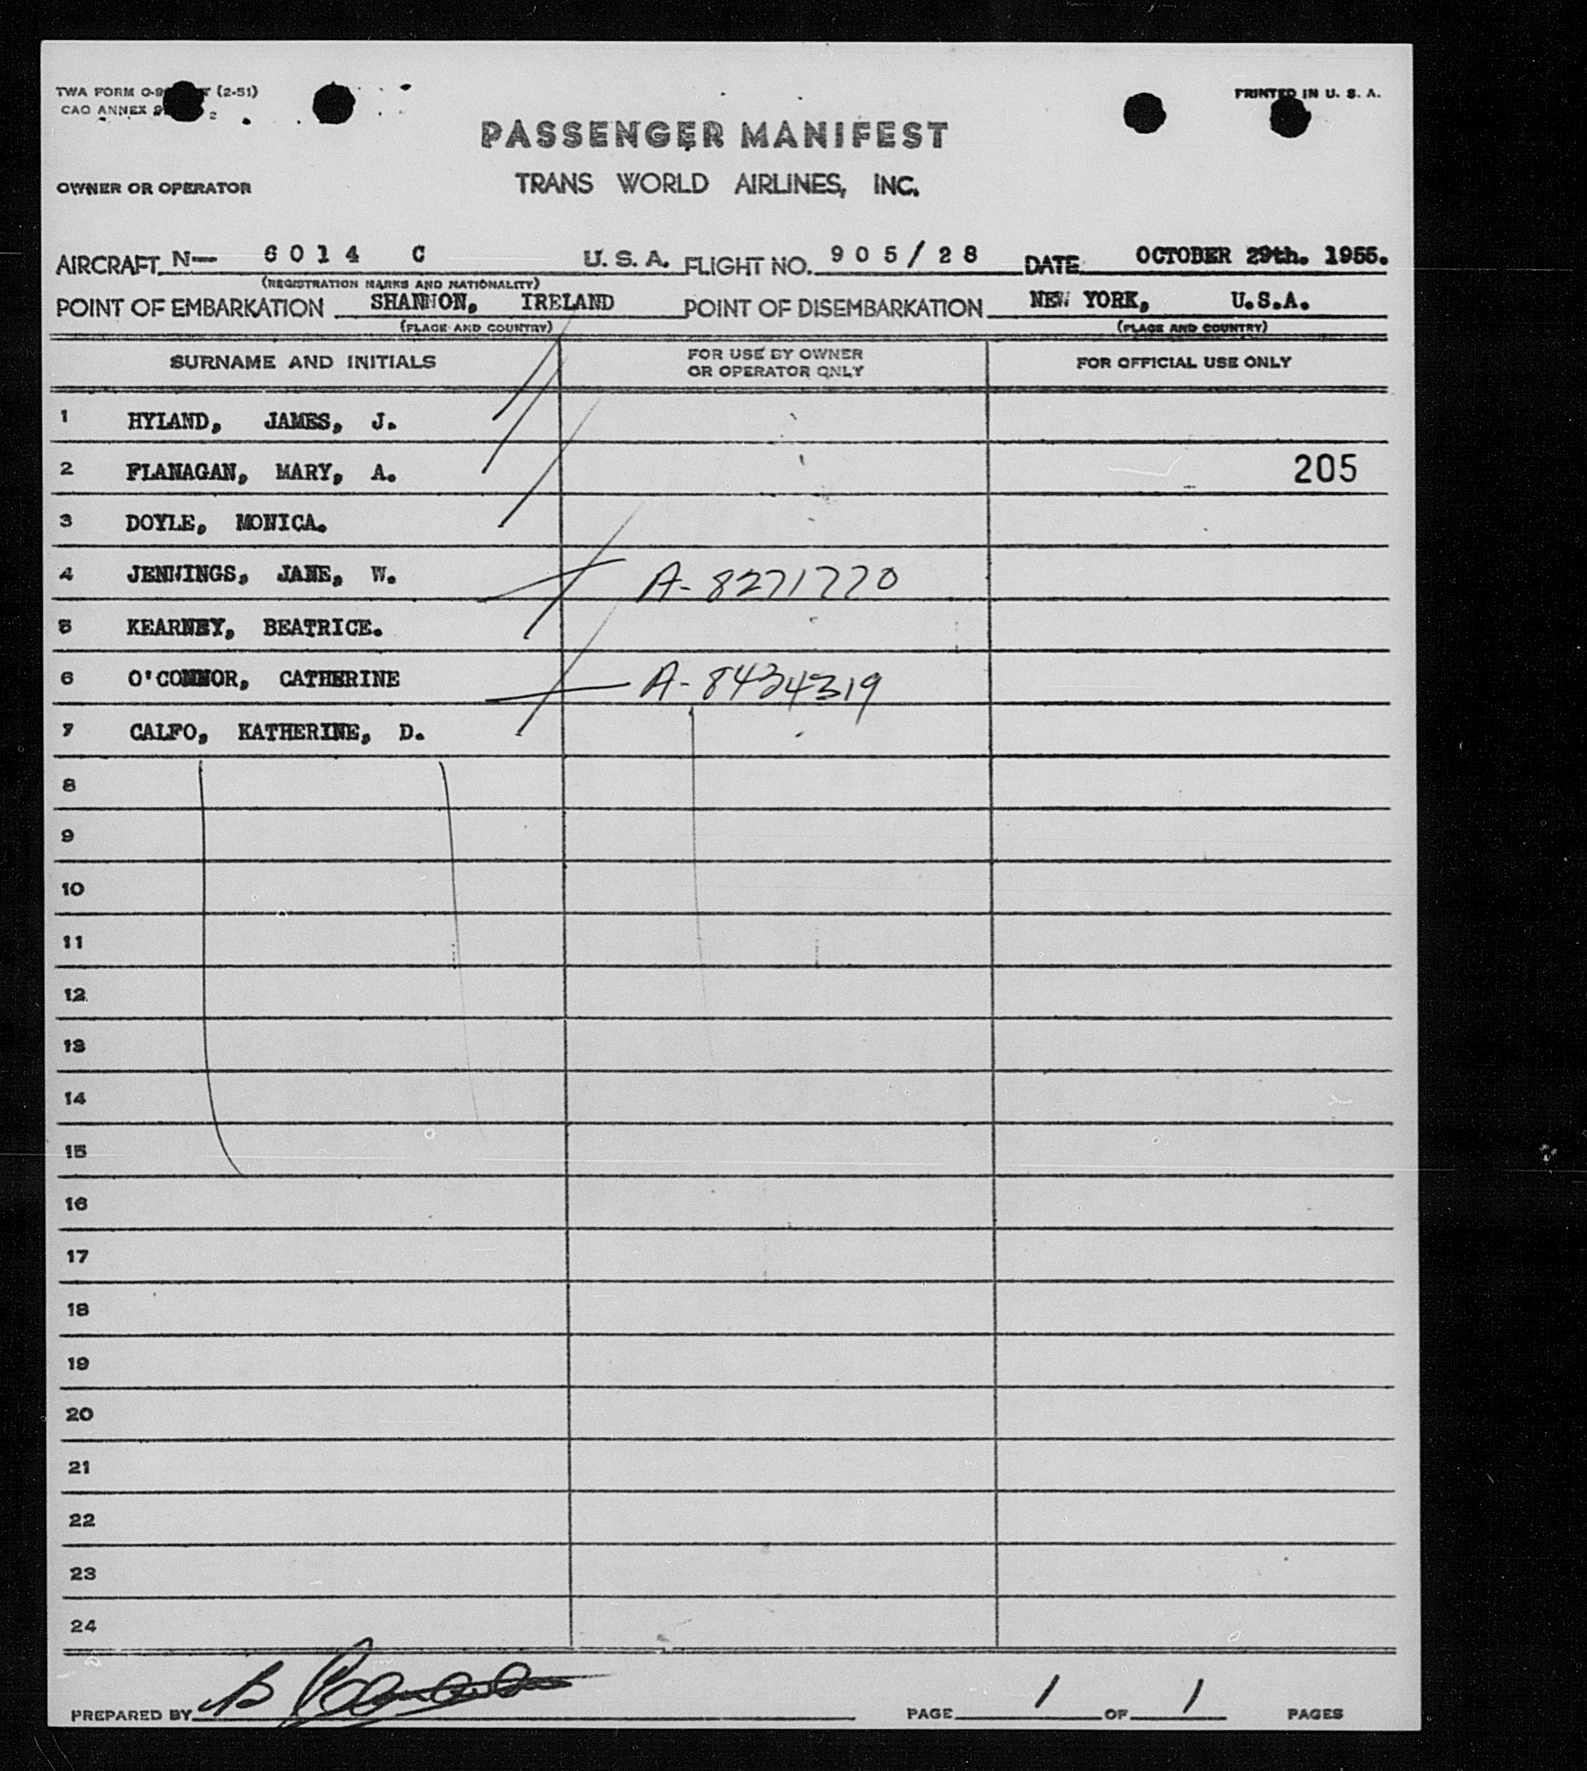 TWA FORM O-9 (2-51)
CAO ANNEX 9 2
PRINTED IN U. S. A.
PASSENGER MANIFEST
OWNER OR OPERATOR
TRANS WORLD AIRLINES, INC.
AIRCRAFT N— 6014 C U. S. A. FLIGHT NO. 905/28 DATE OCTOBER 29th. 1955.
(REGISTRATION MARKS AND NATIONALITY)
POINT OF EMBARKATION SHANNON, IRELAND POINT OF DISEMBARKATION NEW YORK, U.S.A.
(PLACE AND COUNTRY) (PLACE AND COUNTRY)
SURNAME AND INITIALS FOR USE BY OWNER OR OPERATOR ONLY FOR OFFICIAL USE ONLY
1 HYLAND, JAMES, J.
2 FLANAGAN, MARY, A. 205
3 DOYLE, MONICA.
4 JENNINGS, JANE, W. A-8271770
5 KEARNEY, BEATRICE.
6 O'CONNOR, CATHERINE A-8434319
7 CALFO, KATHERINE, D.
8
9
10
11
12
13
14
15
16
17
18
19
20
21
22
23
24
PREPARED BY B PAGE 1 OF 1 PAGES